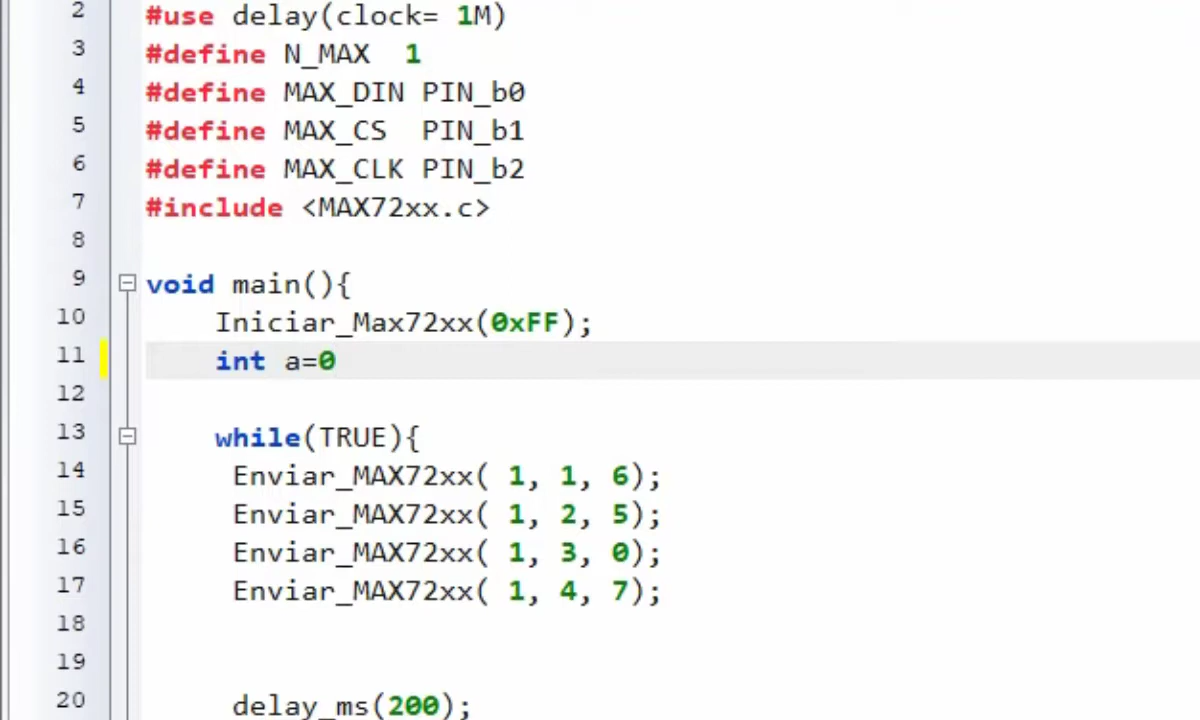 2 #use delay(clock= 1M)
3 #define N_MAX  1
4 #define MAX_DIN PIN_b0
5 #define MAX_CS  PIN_b1
6 #define MAX_CLK PIN_b2
7 #include <MAX72xx.c>
8
9 void main(){
10     Iniciar_Max72xx(0xFF);
11     int a=0
12
13     while(TRUE){
14      Enviar_MAX72xx( 1, 1, 6);
15      Enviar_MAX72xx( 1, 2, 5);
16      Enviar_MAX72xx( 1, 3, 0);
17      Enviar_MAX72xx( 1, 4, 7);
18
19
20      delay_ms(200);